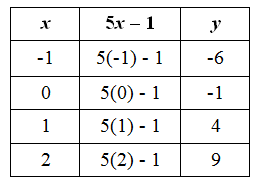 x 5x – 1 y
-1 5(-1) - 1 -6
0 5(0) - 1 -1
1 5(1) - 1 4
2 5(2) - 1 9